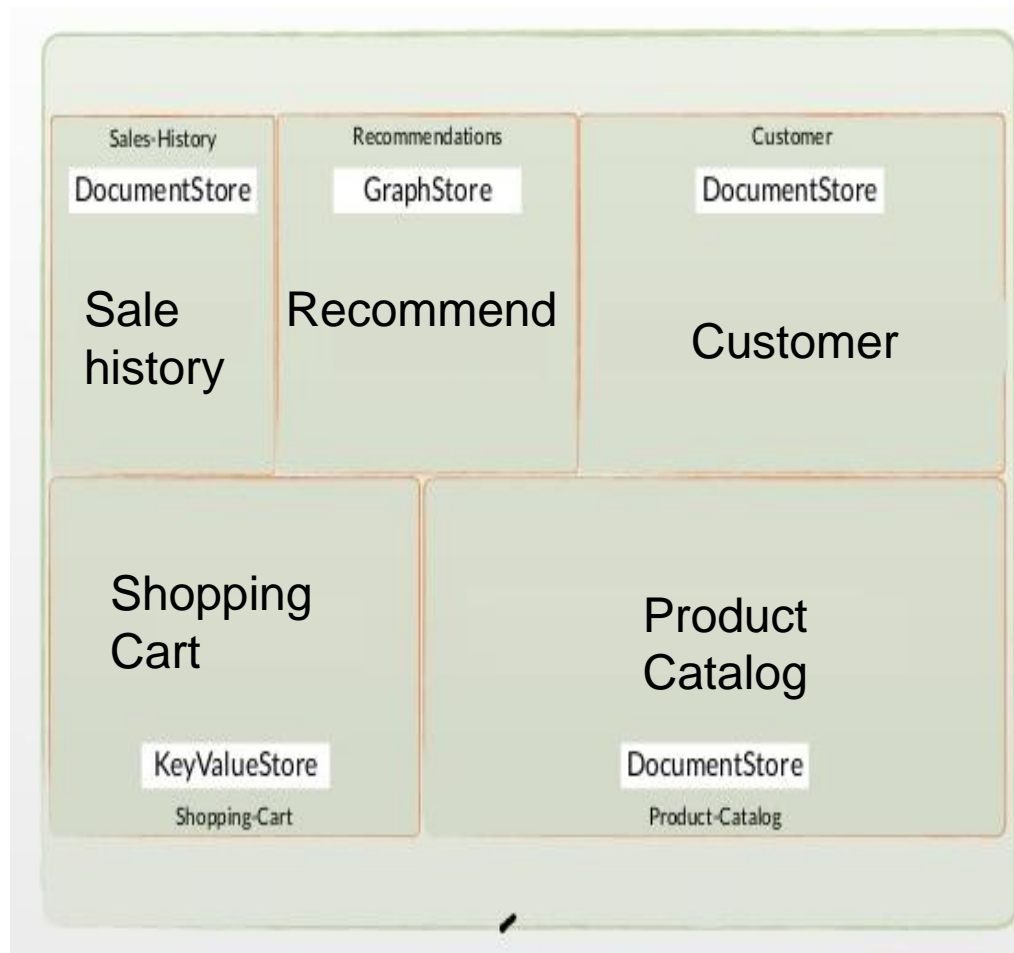 Sales-History
DocumentStore
Sale
history
Recommendations
GraphStore
Recommend
Customer
DocumentStore
Customer
Shopping
Cart
KeyValueStore
Shopping-Cart
Product
Catalog
DocumentStore
Product-Catalog